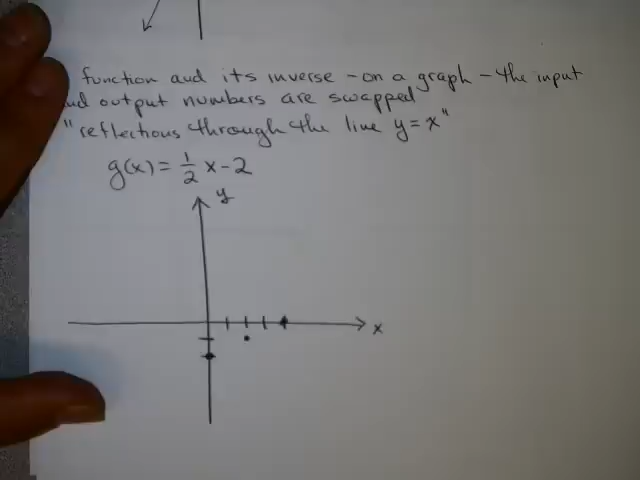 function and its inverse - on a graph - the input
output numbers are swapped
"reflections through the line y = x"
g(x) = 1/2 x - 2
y
x